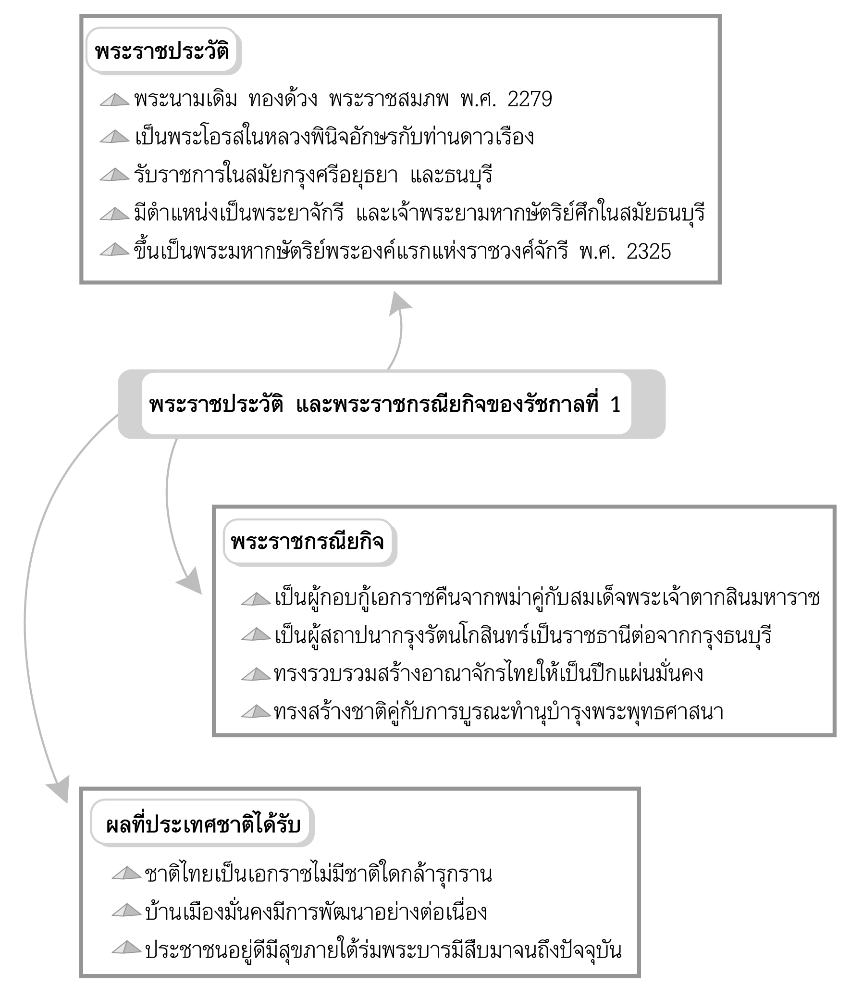 พระราชประวัติ
พระนามเดิม ทองด้วง พระราชสมภพ พ.ศ. 2279
เป็นพระโอรสในหลวงพินิจอักษรกับท่านดาวเรือง
รับราชการในสมัยกรุงศรีอยุธยา และธนบุรี
มีตำแหน่งเป็นพระยาจักรี และเจ้าพระยามหากษัตริย์ศึกในสมัยธนบุรี
ขึ้นเป็นพระมหากษัตริย์พระองค์แรกแห่งราชวงศ์จักรี พ.ศ. 2325
พระราชประวัติ และพระราชกรณียกิจของรัชกาลที่ 1
พระราชกรณียกิจ
เป็นผู้กอบกู้เอกราชคืนจากพม่าคู่กับสมเด็จพระเจ้าตากสินมหาราช
เป็นผู้สถาปนากรุงรัตนโกสินทร์เป็นราชธานีต่อจากกรุงธนบุรี
ทรงรวบรวมสร้างอาณาจักรไทยให้เป็นปึกแผ่นมั่นคง
ทรงสร้างชาติคู่กับการบูรณะทำนุบำรุงพระพุทธศาสนา
ผลที่ประเทศชาติได้รับ
ชาติไทยเป็นเอกราชไม่มีชาติใดกล้ารุกราน
บ้านเมืองมั่นคงมีการพัฒนาอย่างต่อเนื่อง
ประชาชนอยู่ดีมีสุขภายใต้ร่มพระบารมีสืบมาจนถึงปัจจุบัน